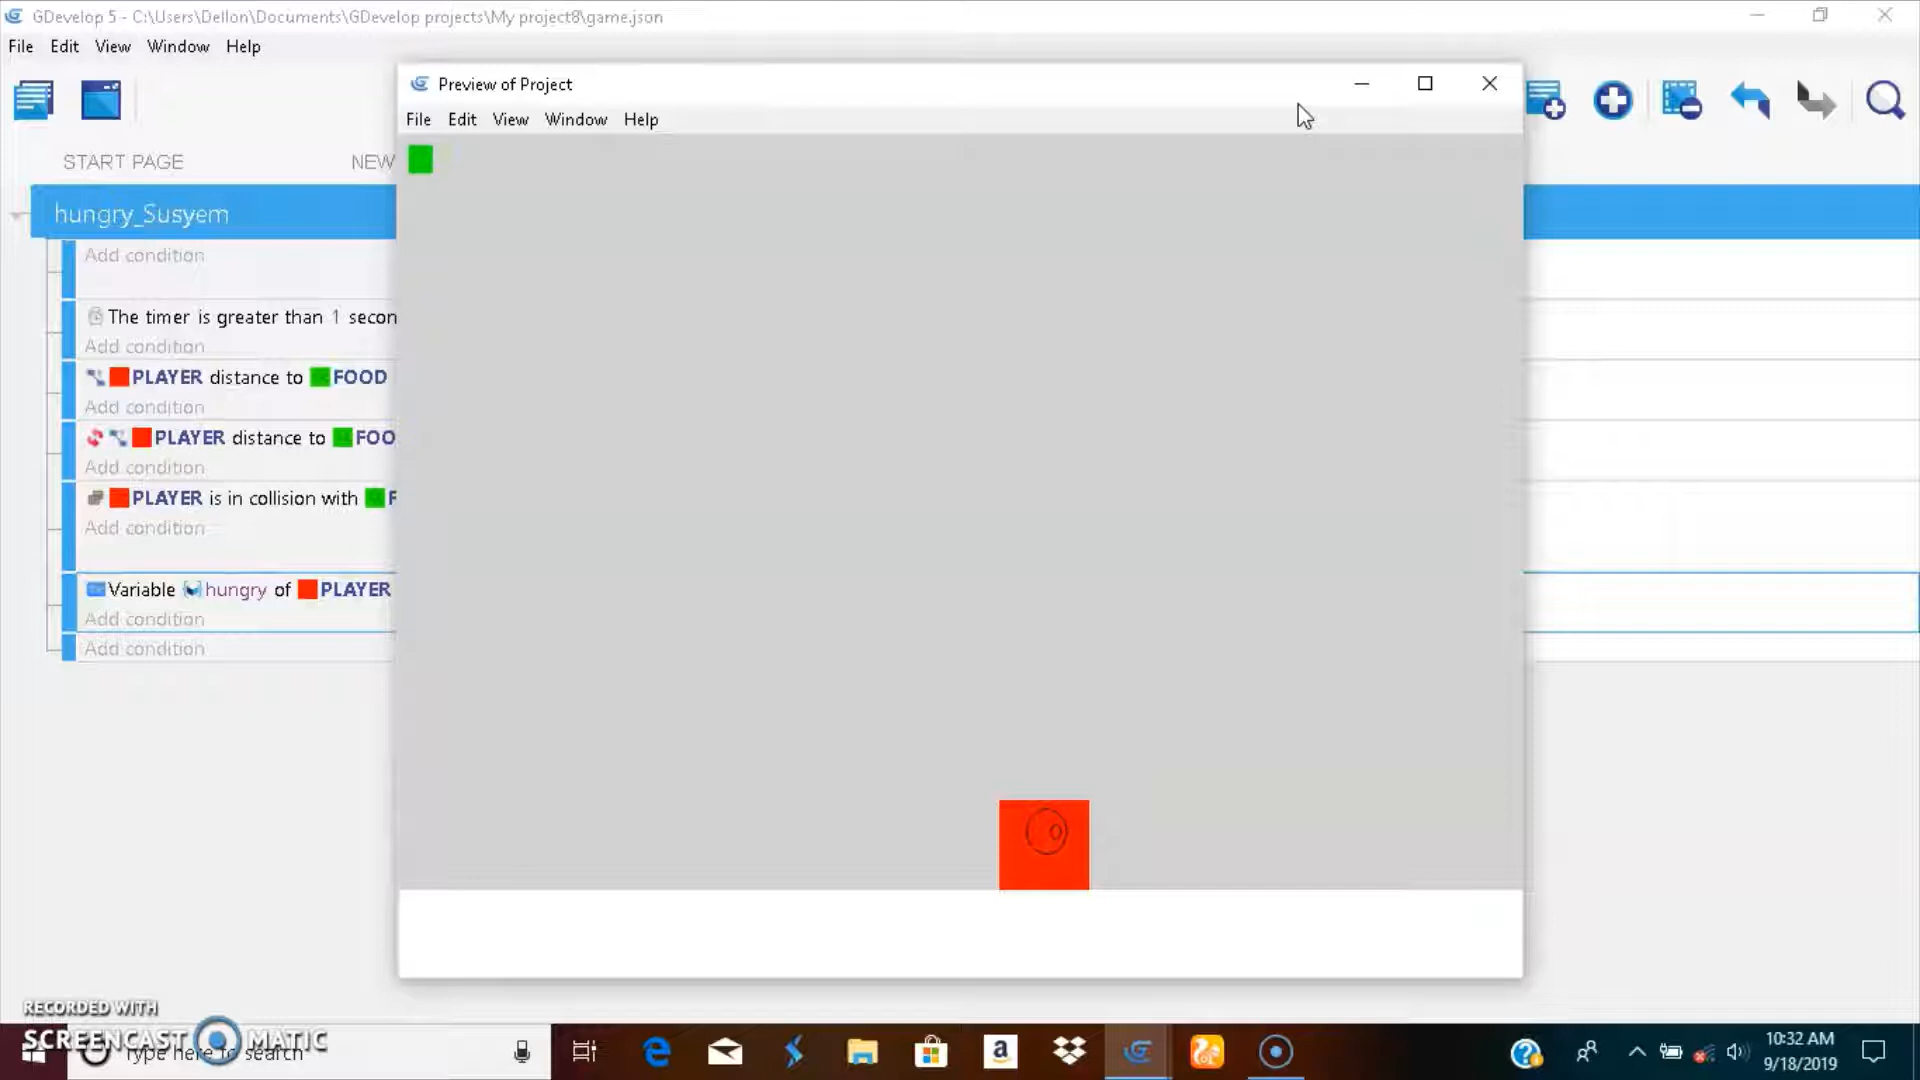 GDevelop 5 - C:\Users\Dellon\Documents\GDevelop projects\My project8\game.json
File Edit View Window Help
Preview of Project
File Edit View Window Help
START PAGE NEW
hungry_Susyem
Add condition
The timer is greater than 1 secon
Add condition
PLAYER distance to FOOD
Add condition
PLAYER distance to FOO
Add condition
PLAYER is in collision with F
Add condition
Variable hungry of PLAYER
Add condition
Add condition
RECORDED WITH
SCREENCAST MATIC
Type here to search
10:32 AM
9/18/2019